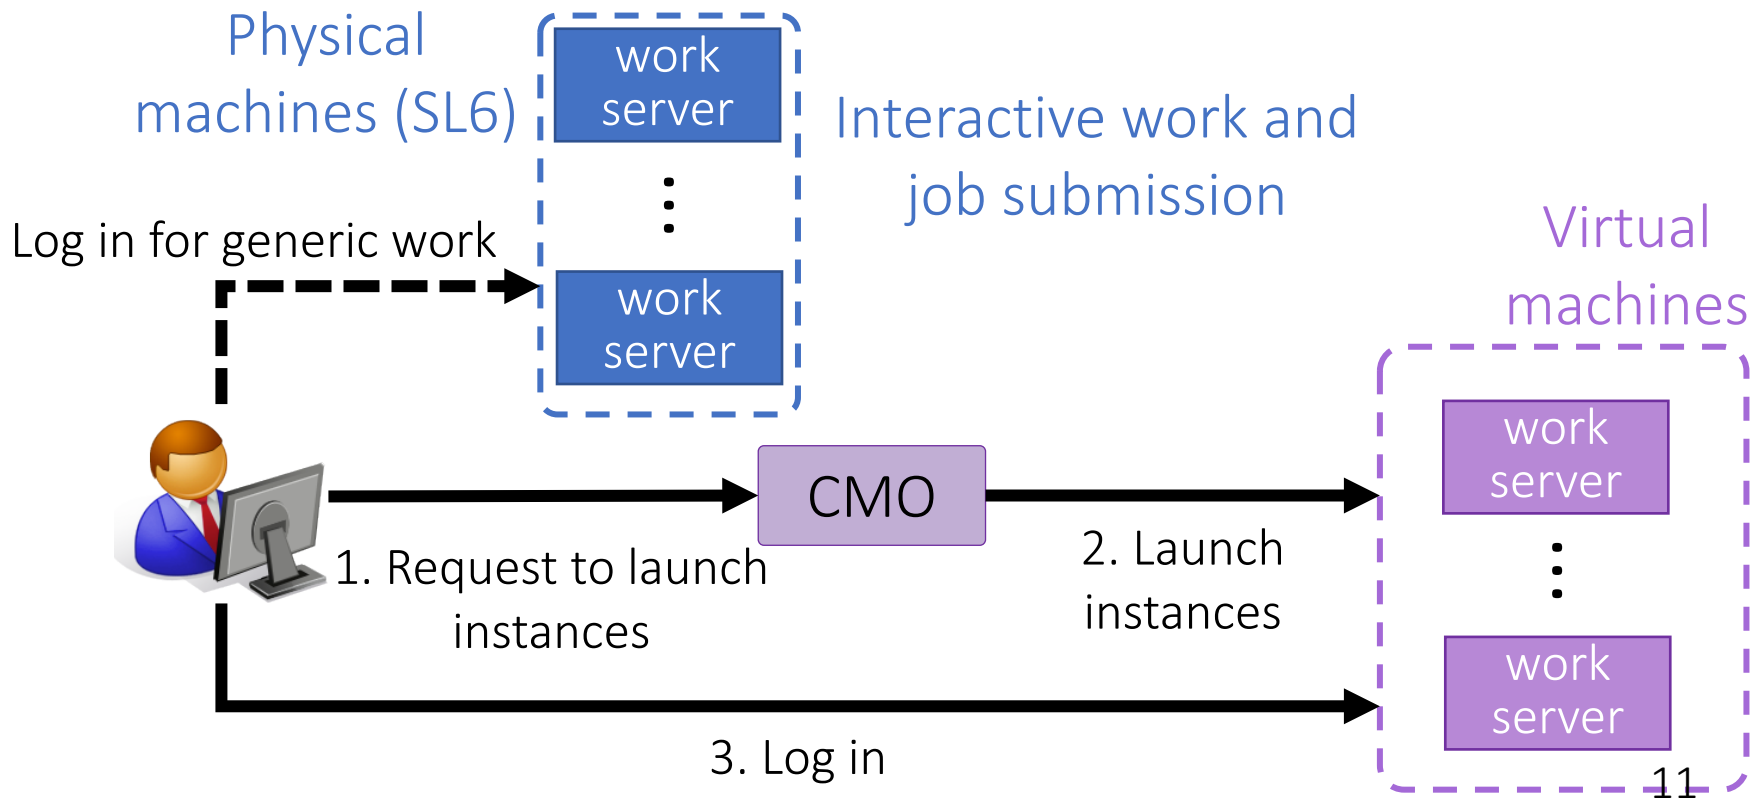 Physical
machines (SL6)
work
server
Interactive work and
job submission
Log in for generic work
work
server
Virtual
machines
work
server
CMO
1. Request to launch
instances
2. Launch
instances
work
server
3. Log in
11